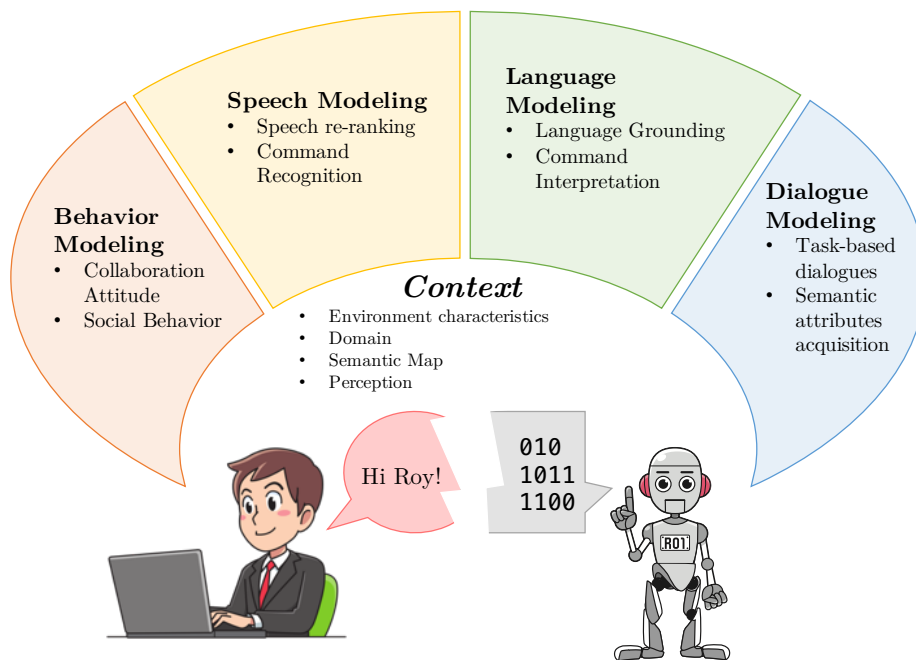 Speech Modeling
• Speech re-ranking
• Command
Recognition
Language
Modeling
• Language Grounding
• Command
Interpretation
Behavior
Modeling
• Collaboration
Attitude
• Social Behavior
Dialogue
Modeling
• Task-based
dialogues
• Semantic
attributes
acquisition
Context
• Environment characteristics
• Domain
• Semantic Map
• Perception
Hi Roy!
010
1011
1100
R01